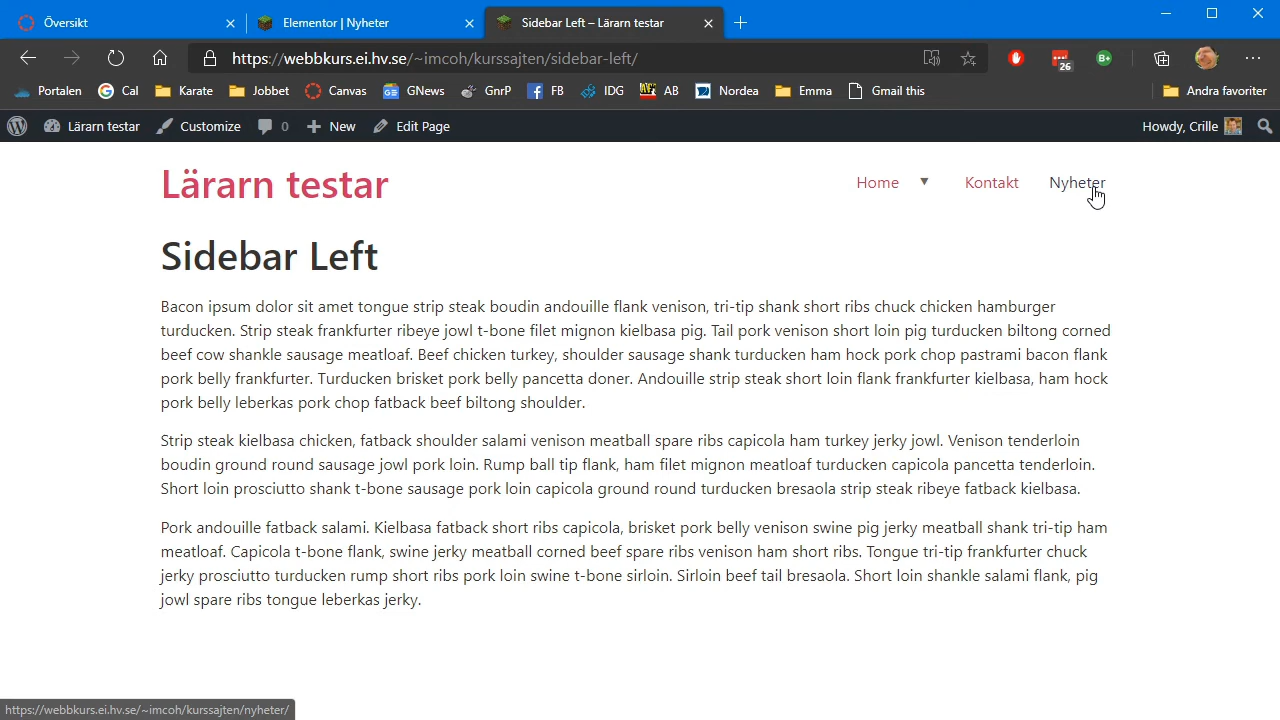 Översikt
Elementor | Nyheter
Sidebar Left – Lärarn testar
https://webbkurs.ei.hv.se/~imcoh/kurssajten/sidebar-left/
26
B+
Portalen
Cal
Karate
Jobbet
Canvas
GNews
GnrP
FB
IDG
AB
Nordea
Emma
Gmail this
Andra favoriter
Lärarn testar
Customize
0
New
Edit Page
Howdy, Crille
Lärarn testar
Home
Kontakt
Nyheter
Sidebar Left
Bacon ipsum dolor sit amet tongue strip steak boudin andouille flank venison, tri-tip shank short ribs chuck chicken hamburger
turducken. Strip steak frankfurter ribeye jowl t-bone filet mignon kielbasa pig. Tail pork venison short loin pig turducken biltong corned
beef cow shankle sausage meatloaf. Beef chicken turkey, shoulder sausage shank turducken ham hock pork chop pastrami bacon flank
pork belly frankfurter. Turducken brisket pork belly pancetta doner. Andouille strip steak short loin flank frankfurter kielbasa, ham hock
pork belly leberkas pork chop fatback beef biltong shoulder.
Strip steak kielbasa chicken, fatback shoulder salami venison meatball spare ribs capicola ham turkey jerky jowl. Venison tenderloin
boudin ground round sausage jowl pork loin. Rump ball tip flank, ham filet mignon meatloaf turducken capicola pancetta tenderloin.
Short loin prosciutto shank t-bone sausage pork loin capicola ground round turducken bresaola strip steak ribeye fatback kielbasa.
Pork andouille fatback salami. Kielbasa fatback short ribs capicola, brisket pork belly venison swine pig jerky meatball shank tri-tip ham
meatloaf. Capicola t-bone flank, swine jerky meatball corned beef spare ribs venison ham short ribs. Tongue tri-tip frankfurter chuck
jerky prosciutto turducken rump short ribs pork loin swine t-bone sirloin. Sirloin beef tail bresaola. Short loin shankle salami flank, pig
jowl spare ribs tongue leberkas jerky.
https://webbkurs.ei.hv.se/~imcoh/kurssajten/nyheter/